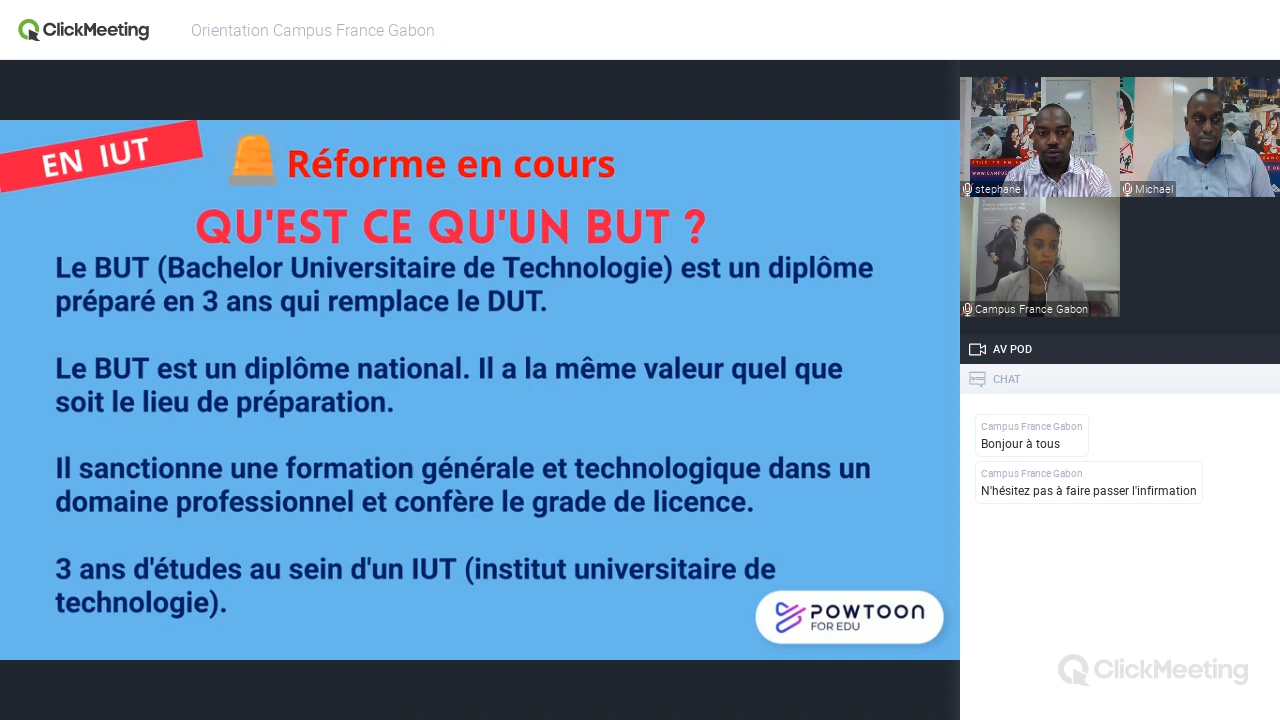 ClickMeeting
Orientation Campus France Gabon
EN IUT
Réforme en cours
QU'EST CE QU'UN BUT ?
Le BUT (Bachelor Universitaire de Technologie) est un diplôme
préparé en 3 ans qui remplace le DUT.
Le BUT est un diplôme national. Il a la même valeur quel que
soit le lieu de préparation.
Il sanctionne une formation générale et technologique dans un
domaine professionnel et confère le grade de licence.
3 ans d'études au sein d'un IUT (institut universitaire de
technologie).
POWTOON
FOR EDU
stephane
Michael
Campus France Gabon
AV POD
CHAT
Campus France Gabon
Bonjour à tous
Campus France Gabon
N'hésitez pas à faire passer l'infirmation
ClickMeeting